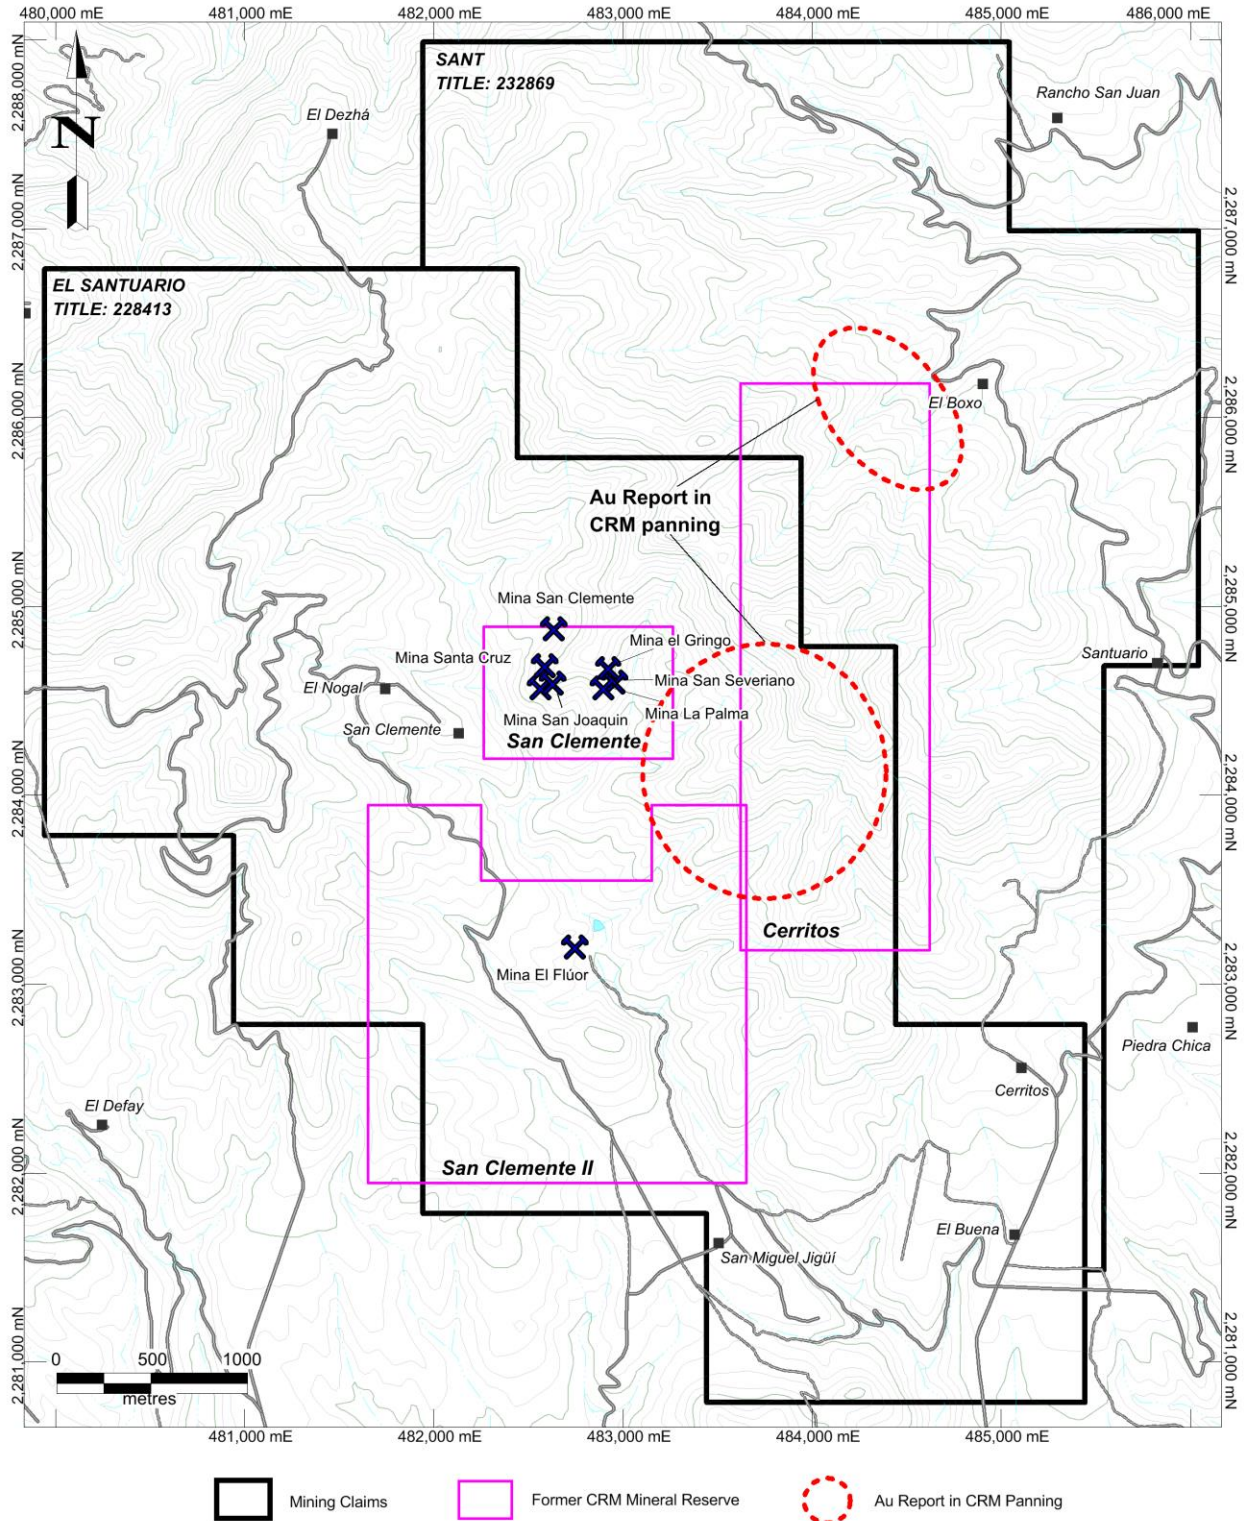 480,000 mE
481,000 mE
482,000 mE
483,000 mE
484,000 mE
485,000 mE
486,000 mE
2,288,000 mN
2,287,000 mN
2,286,000 mN
2,285,000 mN
2,284,000 mN
2,283,000 mN
2,282,000 mN
2,281,000 mN
N
SANT
TITLE: 232869
Rancho San Juan
El Dezhá
EL SANTUARIO
TITLE: 228413
El Boxo
Au Report in
CRM panning
Mina San Clemente
Mina el Gringo
Mina Santa Cruz
Santuario
Mina San Severiano
El Nogal
Mina La Palma
Mina San Joaquin
San Clemente
San Clemente
Cerritos
Mina El Flúor
Piedra Chica
Cerritos
El Defay
San Clemente II
El Buena
San Miguel Jigüí
0 500 1000
metres
2,287,000 mN
2,286,000 mN
2,285,000 mN
2,284,000 mN
2,283,000 mN
2,282,000 mN
2,281,000 mN
481,000 mE
482,000 mE
483,000 mE
484,000 mE
485,000 mE
Mining Claims
Former CRM Mineral Reserve
Au Report in CRM Panning